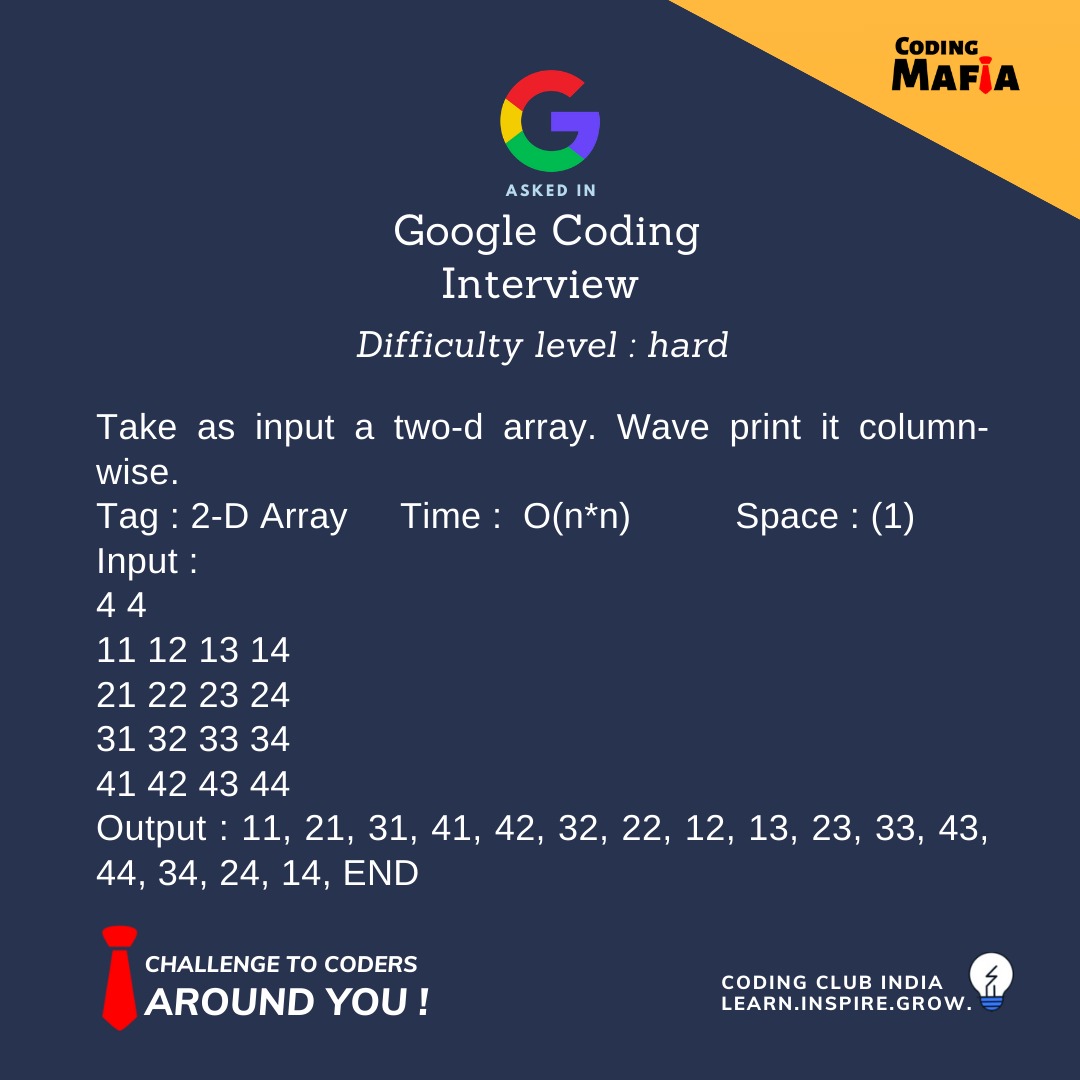 CODING
MAFIA
ASKED IN
Google Coding
Interview
Difficulty level : hard
Take as input a two-d array. Wave print it column-
wise.
Tag : 2-D Array Time : O(n*n) Space : (1)
Input :
4 4
11 12 13 14
21 22 23 24
31 32 33 34
41 42 43 44
Output : 11, 21, 31, 41, 42, 32, 22, 12, 13, 23, 33, 43,
44, 34, 24, 14, END
CHALLENGE TO CODERS
AROUND YOU !
CODING CLUB INDIA
LEARN.INSPIRE.GROW.